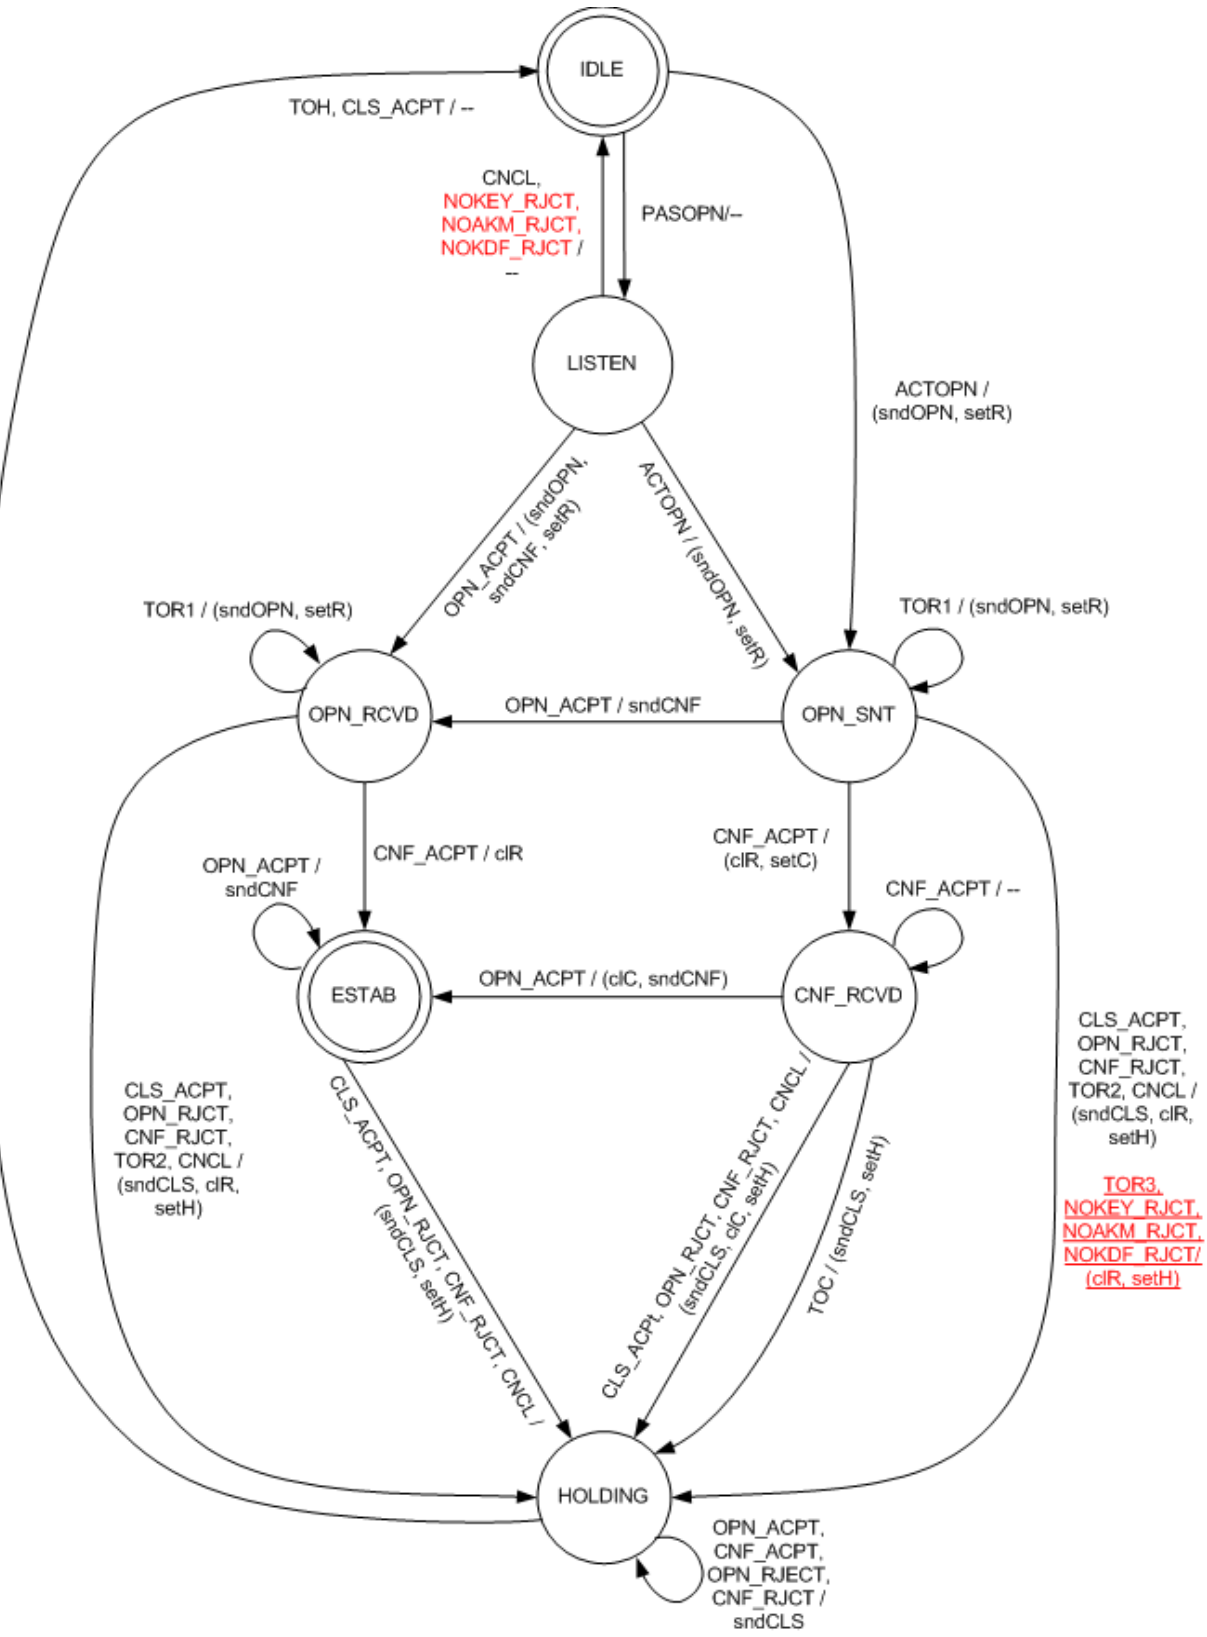 IDLE
TOH, CLS_ACPT / --
CNCL,
NOKEY_RJCT,
NOAKM_RJCT,
NOKDF_RJCT /
--
PASOPN/--
LISTEN
ACTOPN /
(sndOPN, setR)
OPN_ACPT / (sndOPN,
sndCNF, setR)
ACTOPN / (sndOPN, setR)
TOR1 / (sndOPN, setR)
TOR1 / (sndOPN, setR)
OPN_RCVD
OPN_ACPT / sndCNF
OPN_SNT
CNF_ACPT / clR
CNF_ACPT /
(clR, setC)
OPN_ACPT /
sndCNF
CNF_ACPT / --
ESTAB
OPN_ACPT / (clC, sndCNF)
CNF_RCVD
CLS_ACPT,
OPN_RJCT,
CNF_RJCT,
TOR2, CNCL /
(sndCLS, clR,
setH)
CLS_ACPT, OPN_RJCT, CNF_RJCT, CNCL /
(sndCLS, setH)
CLS_ACPt, OPN_RJCT, CNF_RJCT, CNCL /
(sndCLS, clC, setH)
TOC / (sndCLS, setH)
CLS_ACPT,
OPN_RJCT,
CNF_RJCT,
TOR2, CNCL /
(sndCLS, clR,
setH)
TOR3,
NOKEY_RJCT,
NOAKM_RJCT,
NOKDF_RJCT/
(clR, setH)
HOLDING
OPN_ACPT,
CNF_ACPT,
OPN_RJECT,
CNF_RJCT /
sndCLS